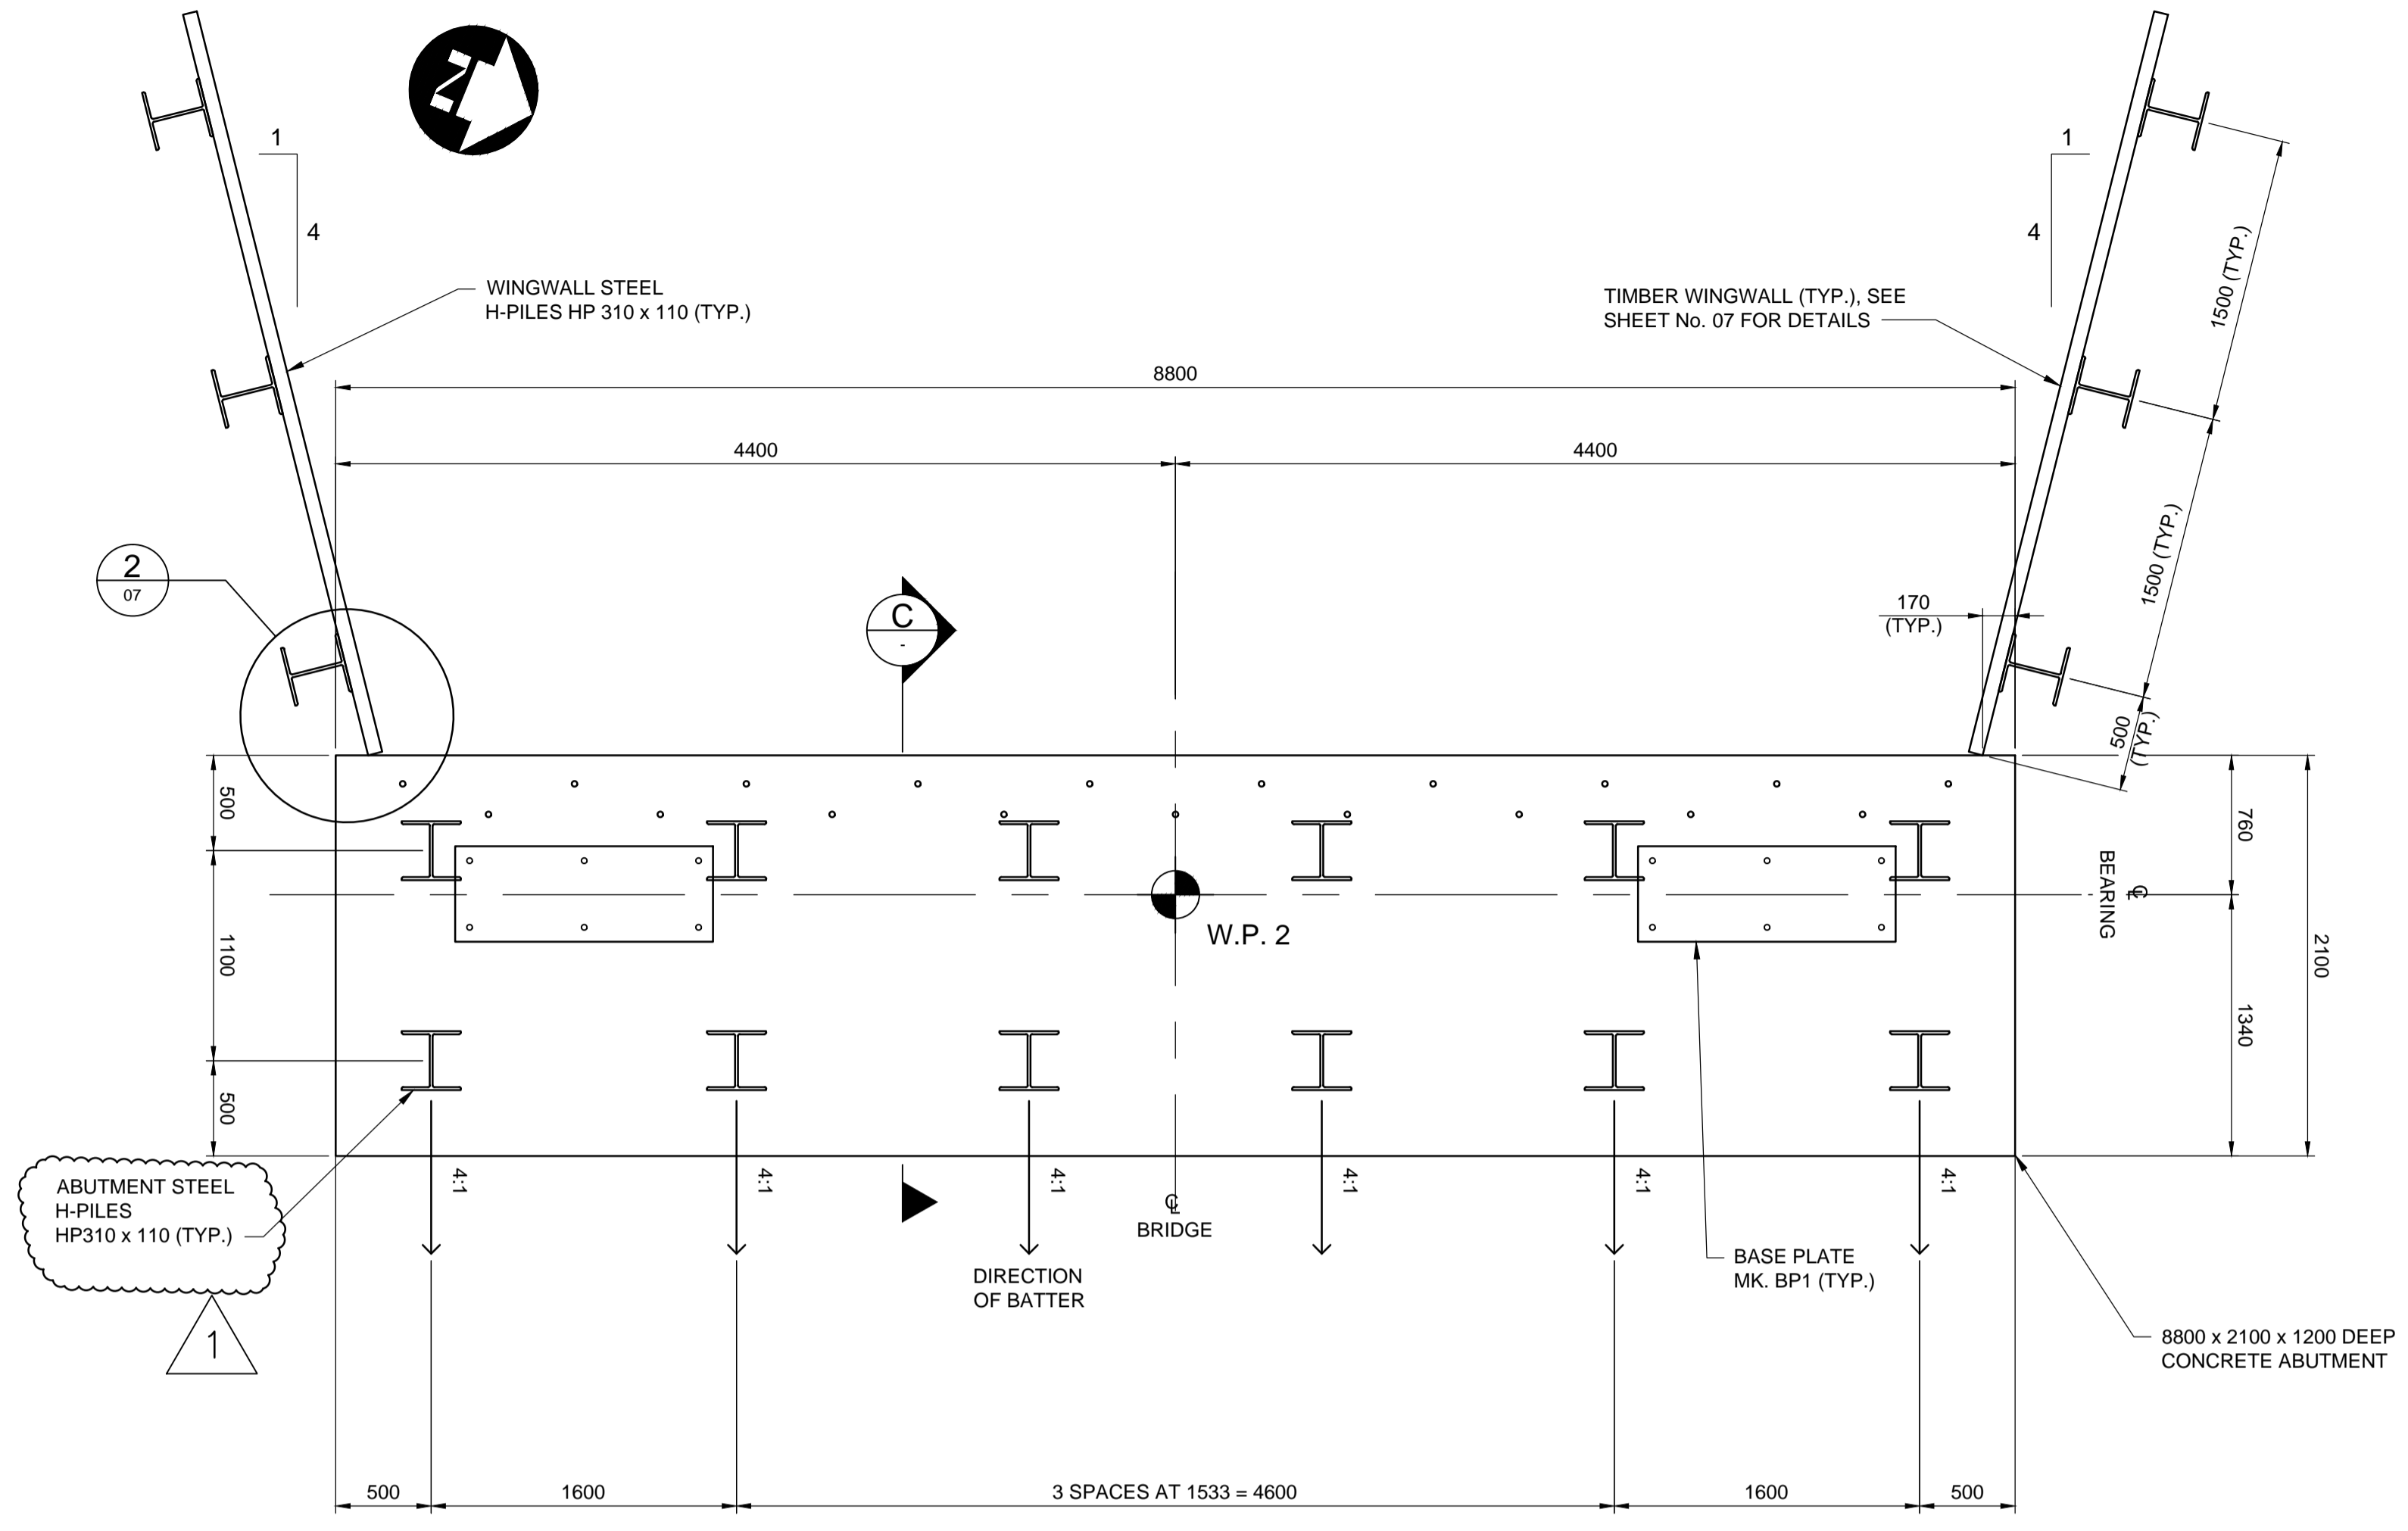 N
1
4
1
4
WINGWALL STEEL
H-PILES HP 310 x 110 (TYP.)
TIMBER WINGWALL (TYP.), SEE
SHEET No. 07 FOR DETAILS
1500 (TYP.)
8800
4400
4400
2
07
C
-
170
(TYP.)
1500 (TYP.)
500
(TYP.)
500
760
BEARING
℄
W.P. 2
1100
2100
1340
500
4:1
4:1
4:1
4:1
4:1
4:1
ABUTMENT STEEL
H-PILES
HP310 x 110 (TYP.)
℄
BRIDGE
BASE PLATE
MK. BP1 (TYP.)
DIRECTION
OF BATTER
1
8800 x 2100 x 1200 DEEP
CONCRETE ABUTMENT
500
1600
3 SPACES AT 1533 = 4600
1600
500